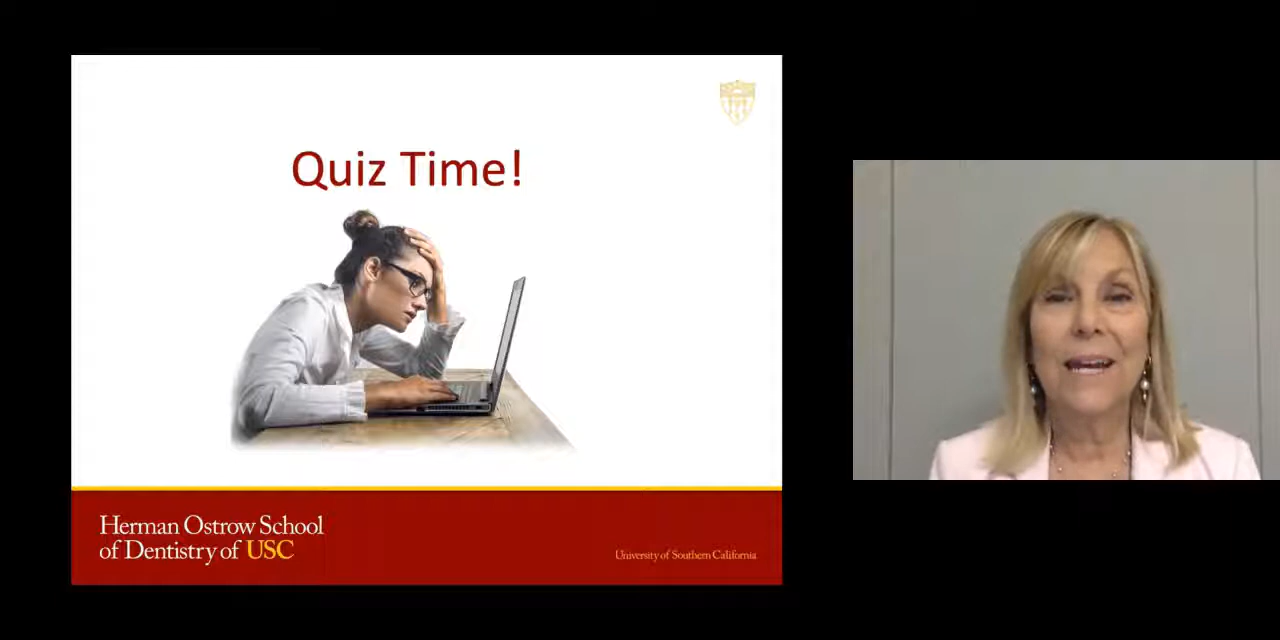 Quiz Time!
Herman Ostrow School
of Dentistry of USC
University of Southern California